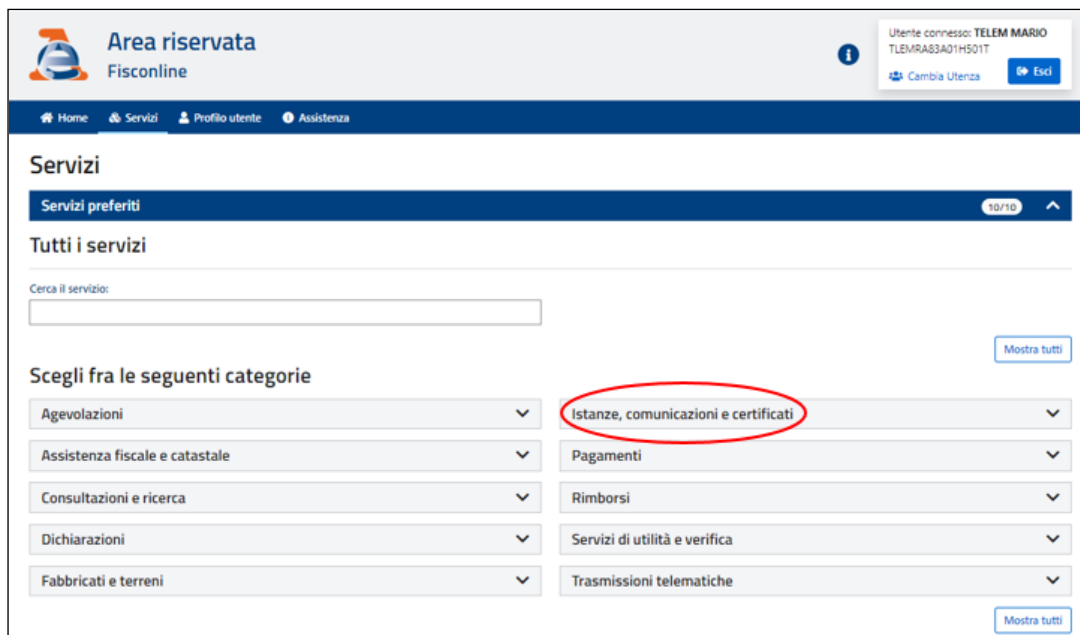 Area riservata
Fisconline
Utente connesso: TELEM MARIO
TLEMRA83A01H501T
Cambia Utenza
Esci
Home Servizi Profilo utente Assistenza
Servizi
Servizi preferiti 10/10
Tutti i servizi
Cerca il servizio:
Mostra tutti
Scegli fra le seguenti categorie
Agevolazioni Istanze, comunicazioni e certificati
Assistenza fiscale e catastale Pagamenti
Consultazioni e ricerca Rimborsi
Dichiarazioni Servizi di utilità e verifica
Fabbricati e terreni Trasmissioni telematiche
Mostra tutti